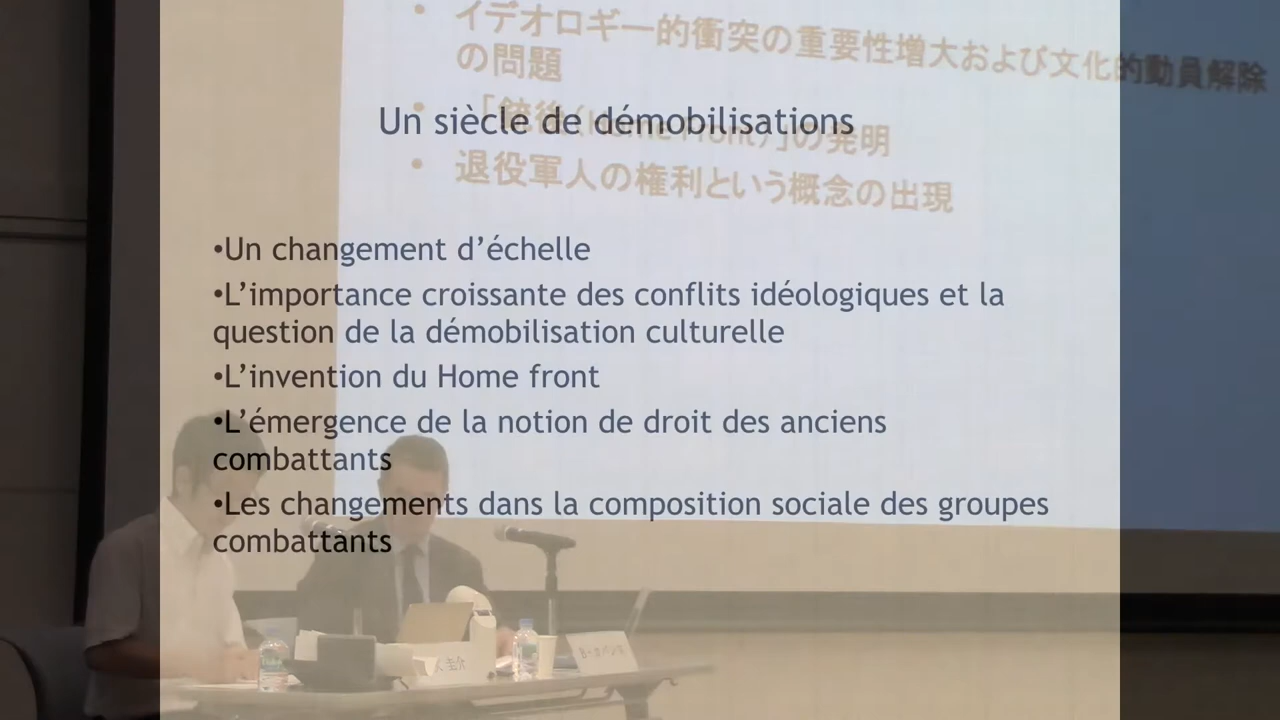 • イデオロギー的衝突の重要性増大および文化的動員解除
の問題
• 「銃後(Home Front)」の発明
• 退役軍人の権利という概念の出現
Un siècle de démobilisations
•Un changement d’échelle
•L’importance croissante des conflits idéologiques et la
question de la démobilisation culturelle
•L’invention du Home front
•L’émergence de la notion de droit des anciens
combattants
•Les changements dans la composition sociale des groupes
combattants